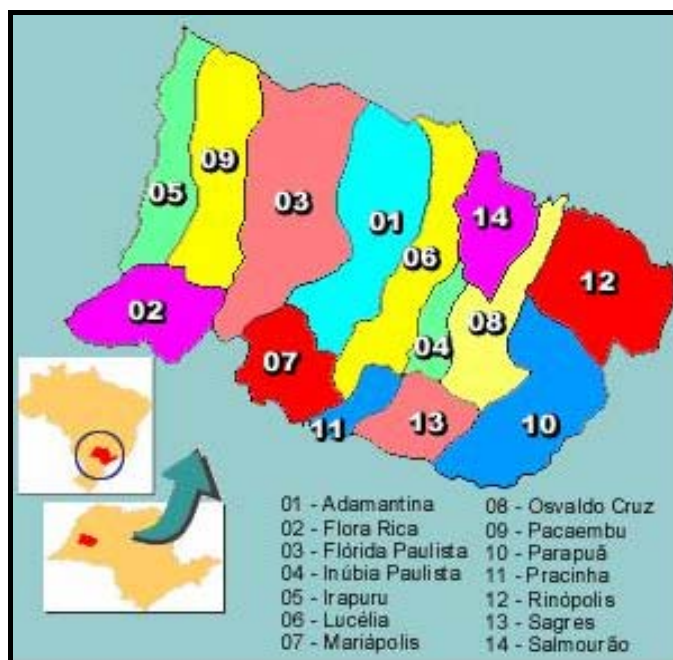 05
09
03
01
14
06
12
02
08
04
07
11
13
10
01 - Adamantina
02 - Flora Rica
03 - Flórida Paulista
04 - Inúbia Paulista
05 - Irapuru
06 - Lucélia
07 - Mariápolis
08 - Osvaldo Cruz
09 - Pacaembu
10 - Parapuã
11 - Pracinha
12 - Rinópolis
13 - Sagres
14 - Salmourão